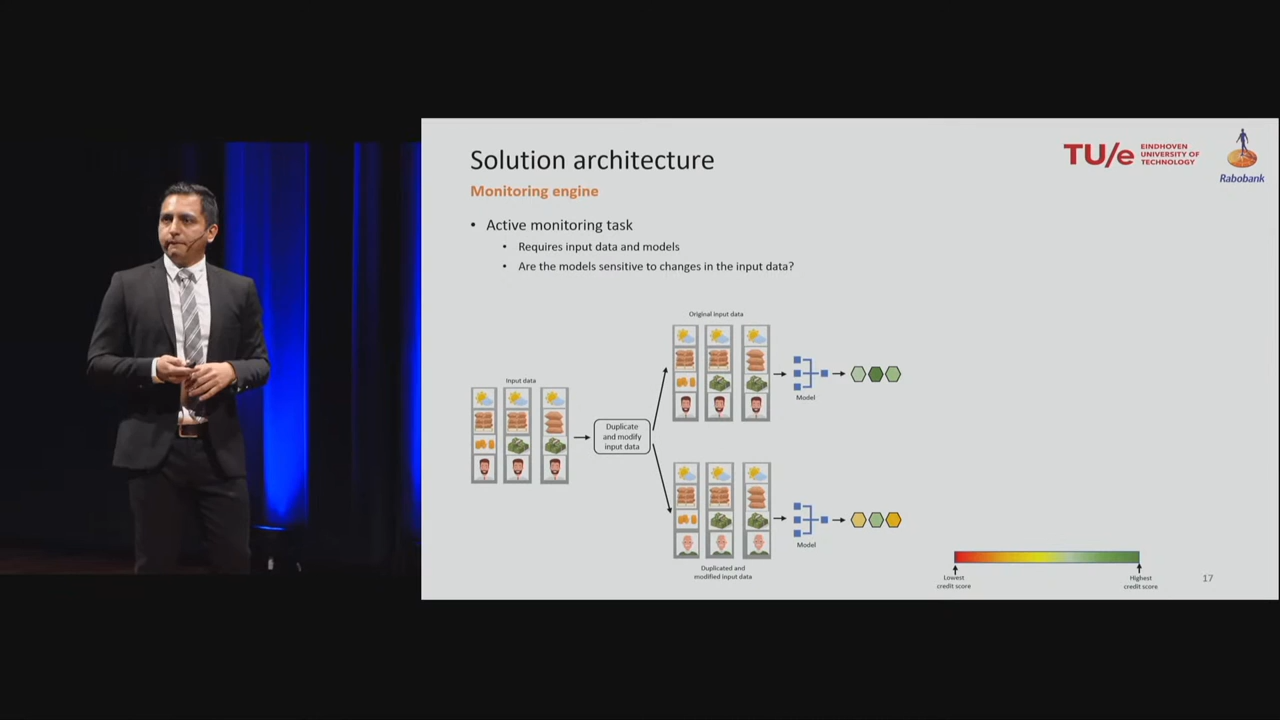 Solution architecture
Monitoring engine
TU/e EINDHOVEN
UNIVERSITY OF
TECHNOLOGY
Rabobank
• Active monitoring task
• Requires input data and models
• Are the models sensitive to changes in the input data?
Original input data
Input data
Model
Duplicate
and modify
input data
Model
Duplicated and
modified input data
Lowest
credit score
Highest
credit score
17